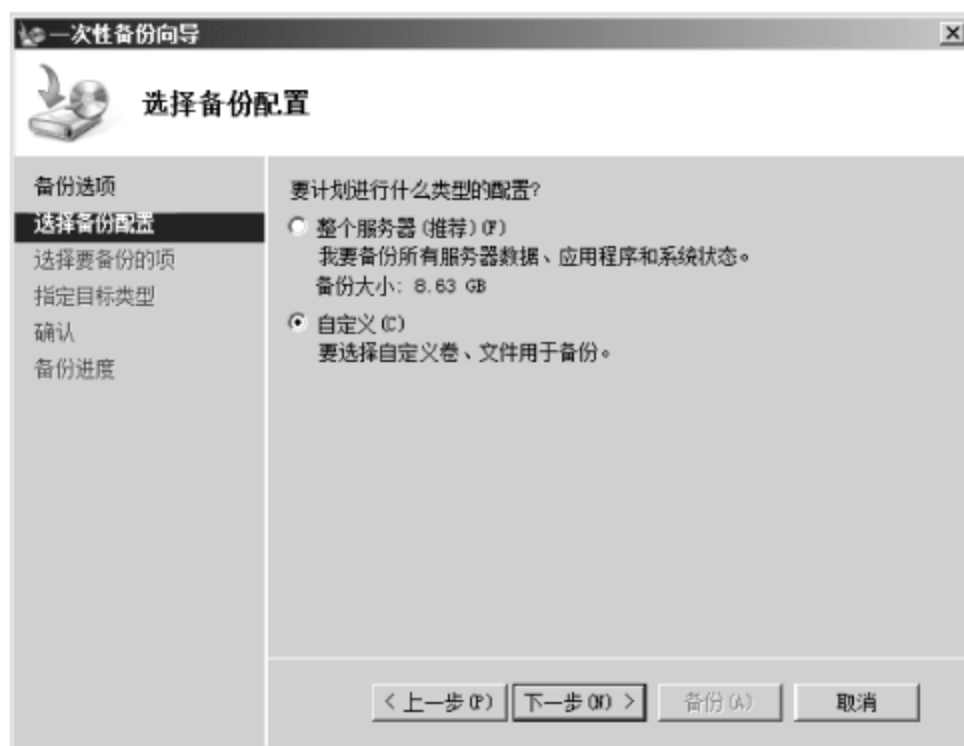 一次性备份向导
选择备份配置
备份选项
选择备份配置
选择要备份的项
指定目标类型
确认
备份进度
要计划进行什么类型的配置?
整个服务器(推荐)(F)
我要备份所有服务器数据、应用程序和系统状态。
备份大小: 8.63 GB
自定义(C)
要选择自定义卷、文件用于备份。
< 上一步(P)
下一步(N) >
备份(A)
取消